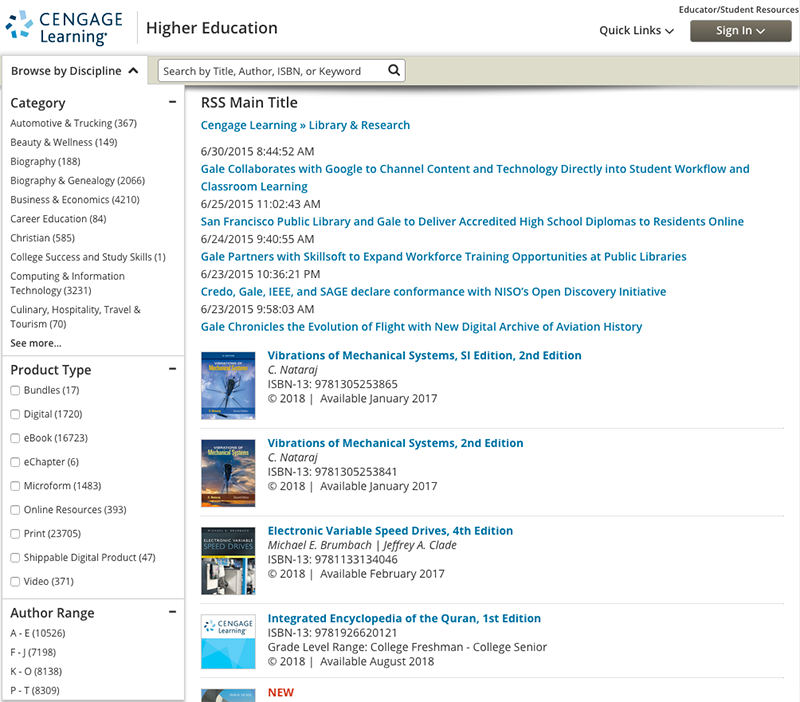 Educator/Student Resources
CENGAGE
Learning
Higher Education
Quick Links
Sign In
Browse by Discipline
Search by Title, Author, ISBN, or Keyword
Category
Automotive & Trucking (367)
Beauty & Wellness (149)
Biography (188)
Biography & Genealogy (2066)
Business & Economics (4210)
Career Education (84)
Christian (585)
College Success and Study Skills (1)
Computing & Information
Technology (3231)
Culinary, Hospitality, Travel &
Tourism (70)
See more...
Product Type
Bundles (17)
Digital (1720)
eBook (16723)
eChapter (6)
Microform (1483)
Online Resources (393)
Print (23705)
Shippable Digital Product (47)
Video (371)
Author Range
A - E (10526)
F - J (7198)
K - O (8138)
P - T (8309)
RSS Main Title
Cengage Learning » Library & Research
6/30/2015 8:44:52 AM
Gale Collaborates with Google to Channel Content and Technology Directly into Student Workflow and
Classroom Learning
6/25/2015 11:02:43 AM
San Francisco Public Library and Gale to Deliver Accredited High School Diplomas to Residents Online
6/24/2015 9:40:55 AM
Gale Partners with Skillsoft to Expand Workforce Training Opportunities at Public Libraries
6/23/2015 10:36:21 PM
Credo, Gale, IEEE, and SAGE declare conformance with NISO's Open Discovery Initiative
6/23/2015 9:58:03 AM
Gale Chronicles the Evolution of Flight with New Digital Archive of Aviation History
VIBRATIONS OF
Mechanical Systems
Vibrations of Mechanical Systems, SI Edition, 2nd Edition
C. Nataraj
ISBN-13: 9781305253865
© 2018 | Available January 2017
VIBRATIONS OF
Mechanical Systems
Vibrations of Mechanical Systems, 2nd Edition
C. Nataraj
ISBN-13: 9781305253841
© 2018 | Available January 2017
ELECTRONIC VARIABLE
SPEED DRIVES
Electronic Variable Speed Drives, 4th Edition
Michael E. Brumbach | Jeffrey A. Clade
ISBN-13: 9781133134046
© 2018 | Available February 2017
CENGAGE
Learning
Integrated Encyclopedia of the Quran, 1st Edition
ISBN-13: 9781926620121
Grade Level Range: College Freshman - College Senior
© 2018 | Available August 2018
NEW